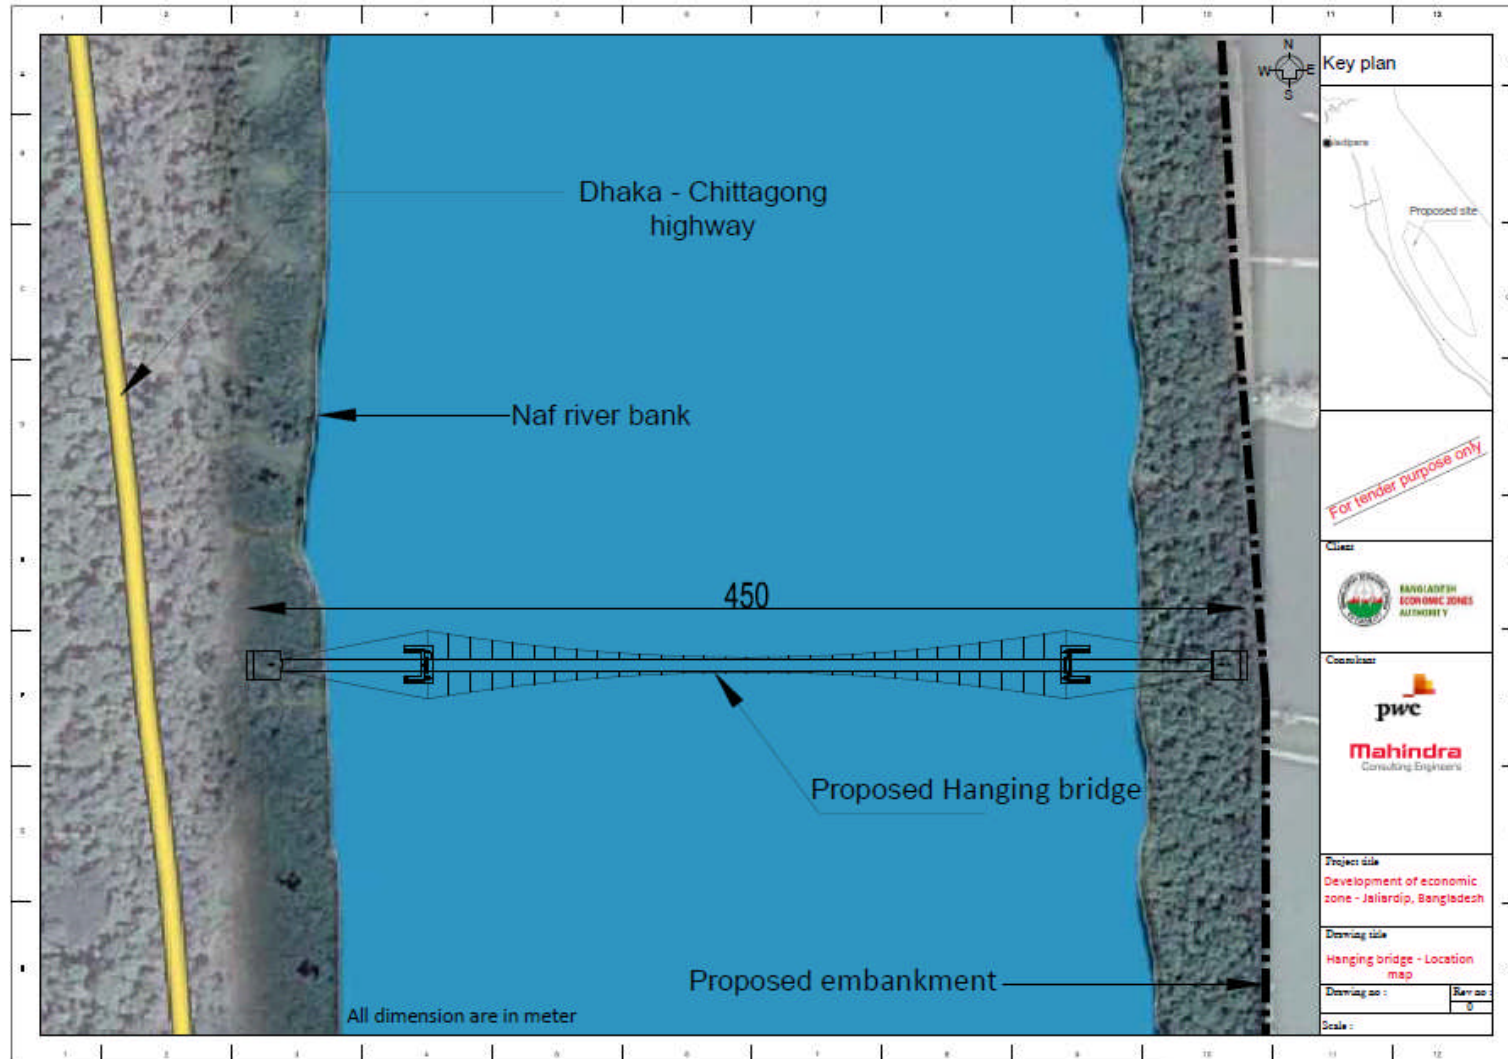 N
W
E
S
Key plan
Proposed site
Dhaka - Chittagong
highway
Naf river bank
For tender purpose only
Client
BANGLADESH
ECONOMIC ZONES
AUTHORITY
450
Consultant
pwc
Mahindra
Consulting Engineers
Proposed Hanging bridge
Project title
Development of economic
zone - Jaliardip, Bangladesh
Drawing title
Hanging bridge - Location
map
Proposed embankment
Drawing no :
Rev no :
0
All dimension are in meter
Scale :